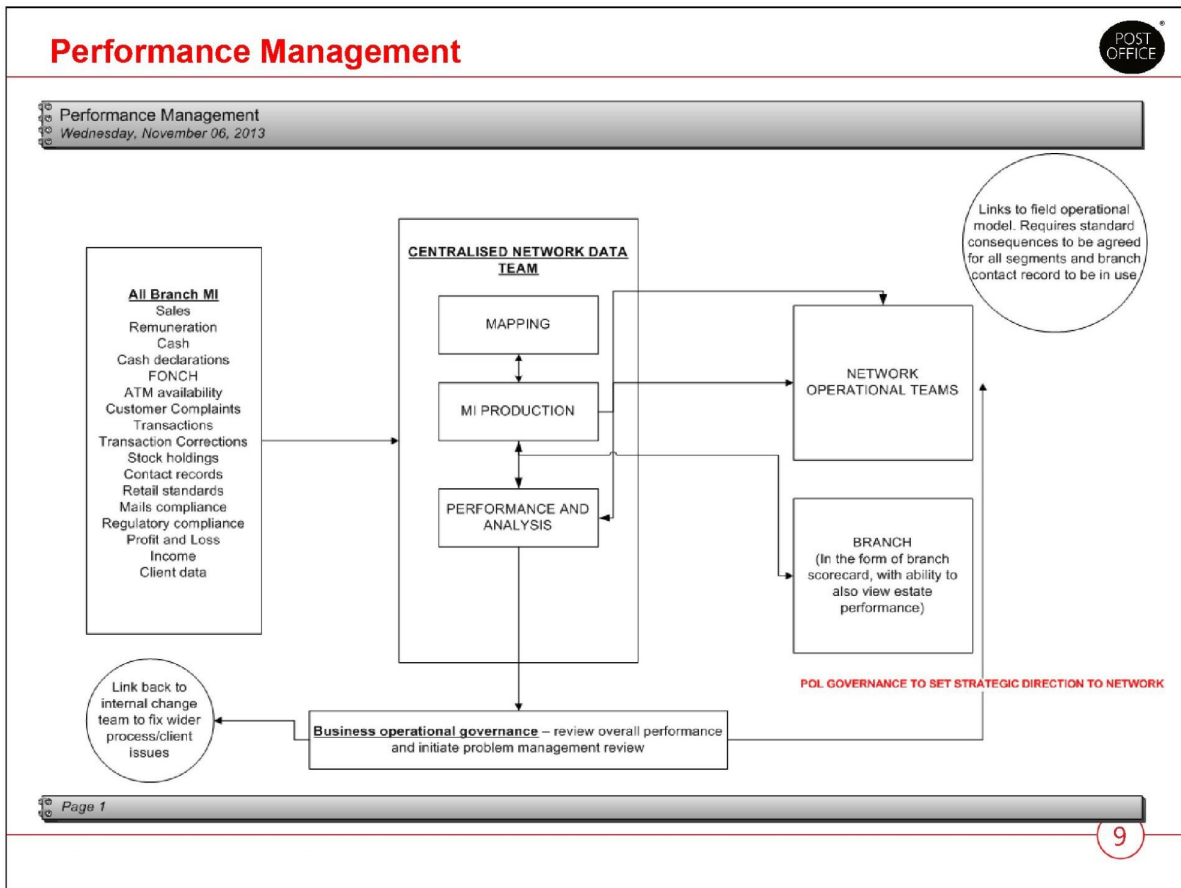 Performance Management
POST
OFFICE
®
Performance Management
Wednesday, November 06, 2013
Links to field operational
model. Requires standard
consequences to be agreed
for all segments and branch
contact record to be in use
All Branch MI
Sales
Remuneration
Cash
Cash declarations
FONCH
ATM availability
Customer Complaints
Transactions
Transaction Corrections
Stock holdings
Contact records
Retail standards
Mails compliance
Regulatory compliance
Profit and Loss
Income
Client data
CENTRALISED NETWORK DATA
TEAM
MAPPING
MI PRODUCTION
PERFORMANCE AND
ANALYSIS
NETWORK
OPERATIONAL TEAMS
BRANCH
(In the form of branch
scorecard, with ability to
also view estate
performance)
POL GOVERNANCE TO SET STRATEGIC DIRECTION TO NETWORK
Link back to
internal change
team to fix wider
process/client
issues
Business operational governance – review overall performance
and initiate problem management review
Page 1
9